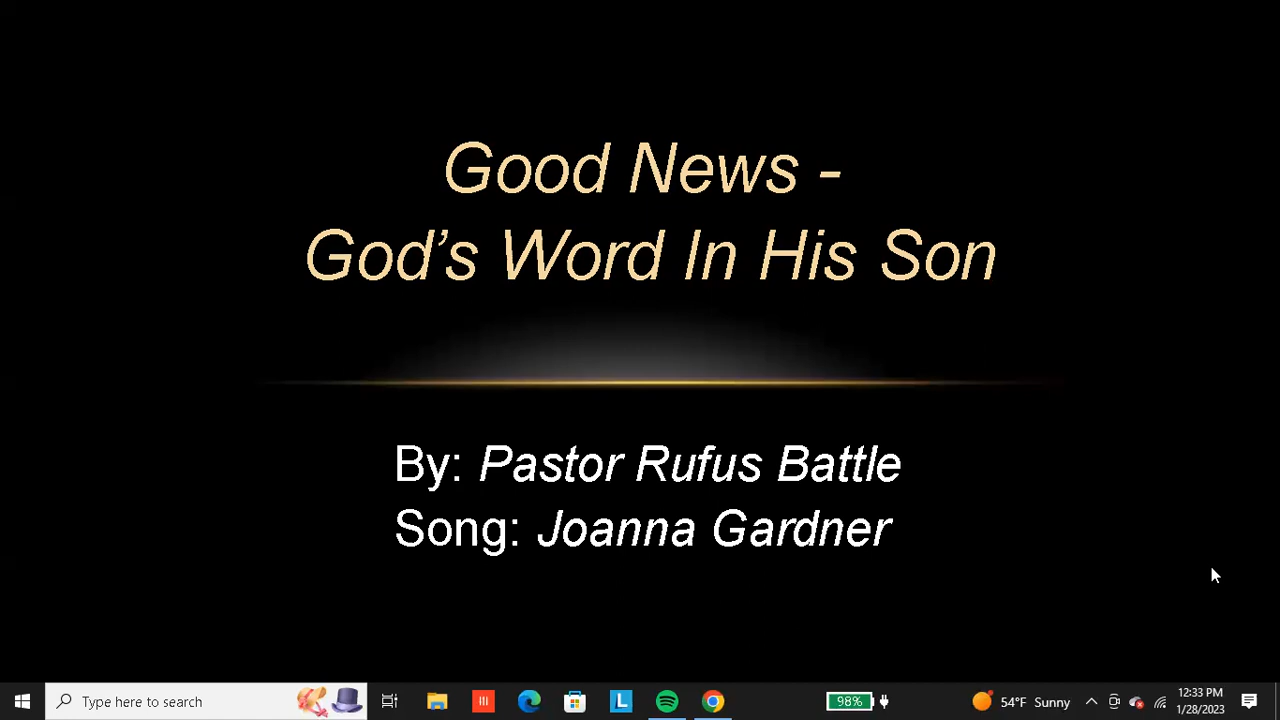 Good News -
God’s Word In His Son
By: Pastor Rufus Battle
Song: Joanna Gardner
Type here to search
L
98%
54°F Sunny
12:33 PM
1/28/2023